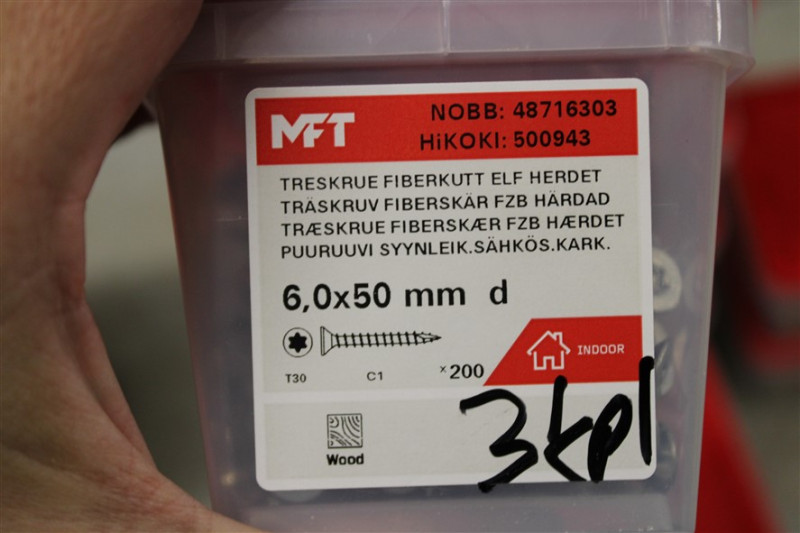 MFT
NOBB: 48716303
HiKOKI: 500943
TRESKRUE FIBERKUTT ELF HERDET
TRÄSKRUV FIBERSKÄR FZB HÄRDAD
TRÆSKRUE FIBERSKÆR FZB HÆRDET
PUURUUVI SYYNLEIK.SÄHKÖS.KARK.
6,0x50 mm d
T30 C1 x200
INDOOR
Wood
3kpl